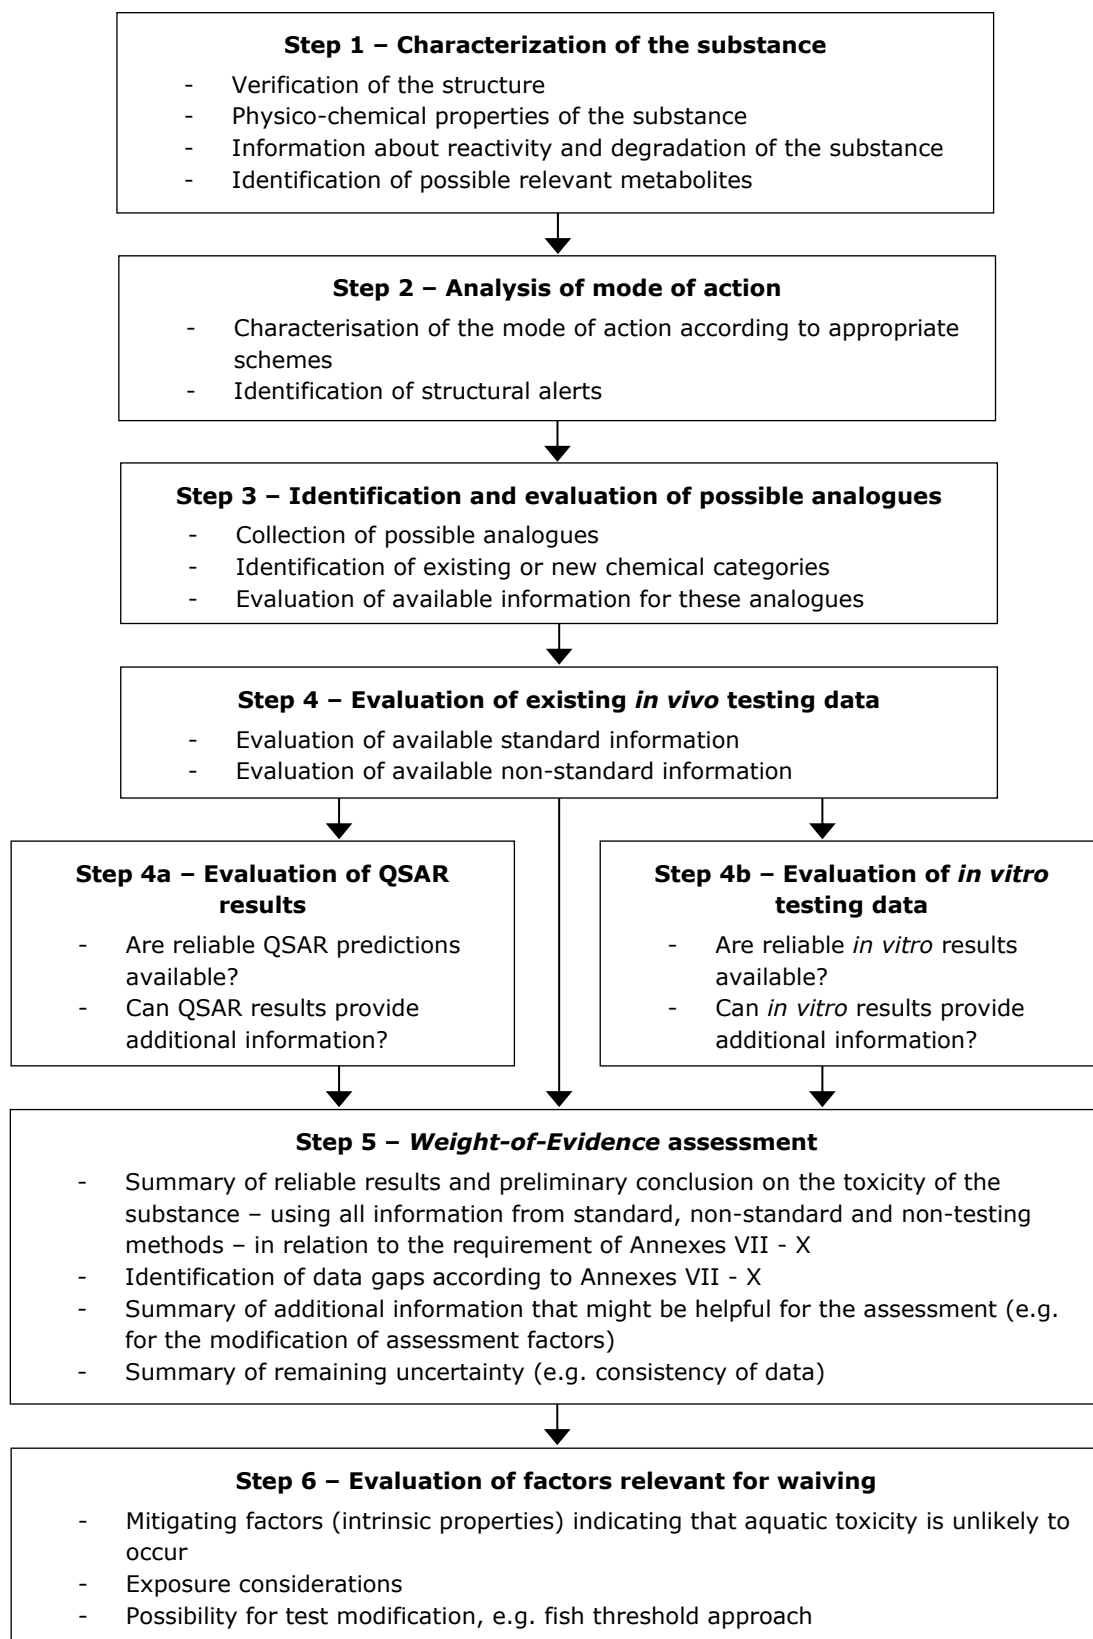 Step 1 – Characterization of the substance
- Verification of the structure
- Physico-chemical properties of the substance
- Information about reactivity and degradation of the substance
- Identification of possible relevant metabolites
Step 2 – Analysis of mode of action
- Characterisation of the mode of action according to appropriate
schemes
- Identification of structural alerts
Step 3 – Identification and evaluation of possible analogues
- Collection of possible analogues
- Identification of existing or new chemical categories
- Evaluation of available information for these analogues
Step 4 – Evaluation of existing in vivo testing data
- Evaluation of available standard information
- Evaluation of available non-standard information
Step 4a – Evaluation of QSAR
results
- Are reliable QSAR predictions
available?
- Can QSAR results provide
additional information?
Step 4b – Evaluation of in vitro
testing data
- Are reliable in vitro results
available?
- Can in vitro results provide
additional information?
Step 5 – Weight-of-Evidence assessment
- Summary of reliable results and preliminary conclusion on the toxicity of the
substance – using all information from standard, non-standard and non-testing
methods – in relation to the requirement of Annexes VII - X
- Identification of data gaps according to Annexes VII - X
- Summary of additional information that might be helpful for the assessment (e.g.
for the modification of assessment factors)
- Summary of remaining uncertainty (e.g. consistency of data)
Step 6 – Evaluation of factors relevant for waiving
- Mitigating factors (intrinsic properties) indicating that aquatic toxicity is unlikely to
occur
- Exposure considerations
- Possibility for test modification, e.g. fish threshold approach